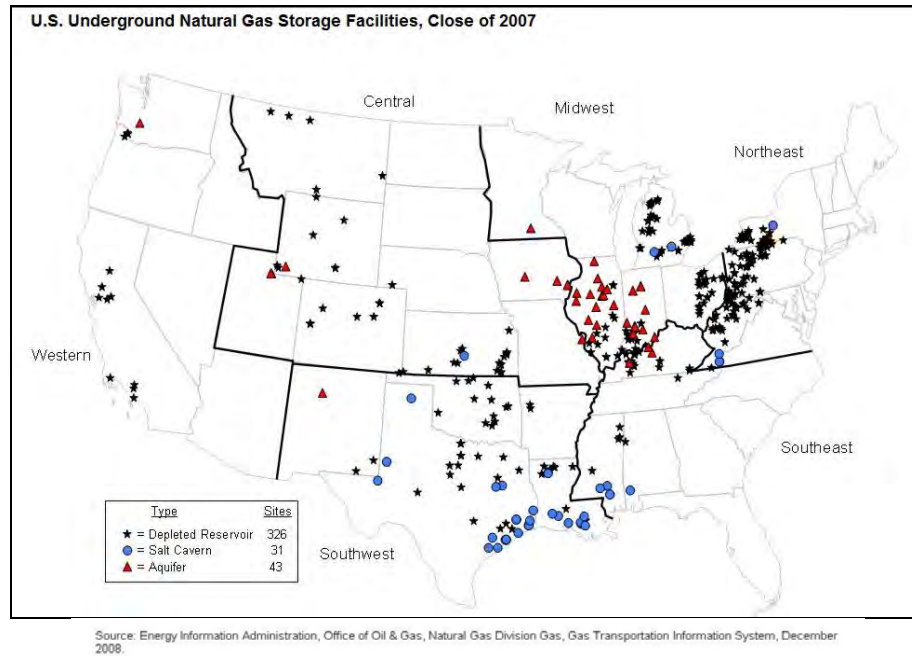 U.S. Underground Natural Gas Storage Facilities, Close of 2007
Central
Midwest
Northeast
Western
Southeast
Southwest
Type Sites
= Depleted Reservoir 326
= Salt Cavern 31
= Aquifer 43
Source: Energy Information Administration, Office of Oil & Gas, Natural Gas Division Gas, Gas Transportation Information System, December
2008.